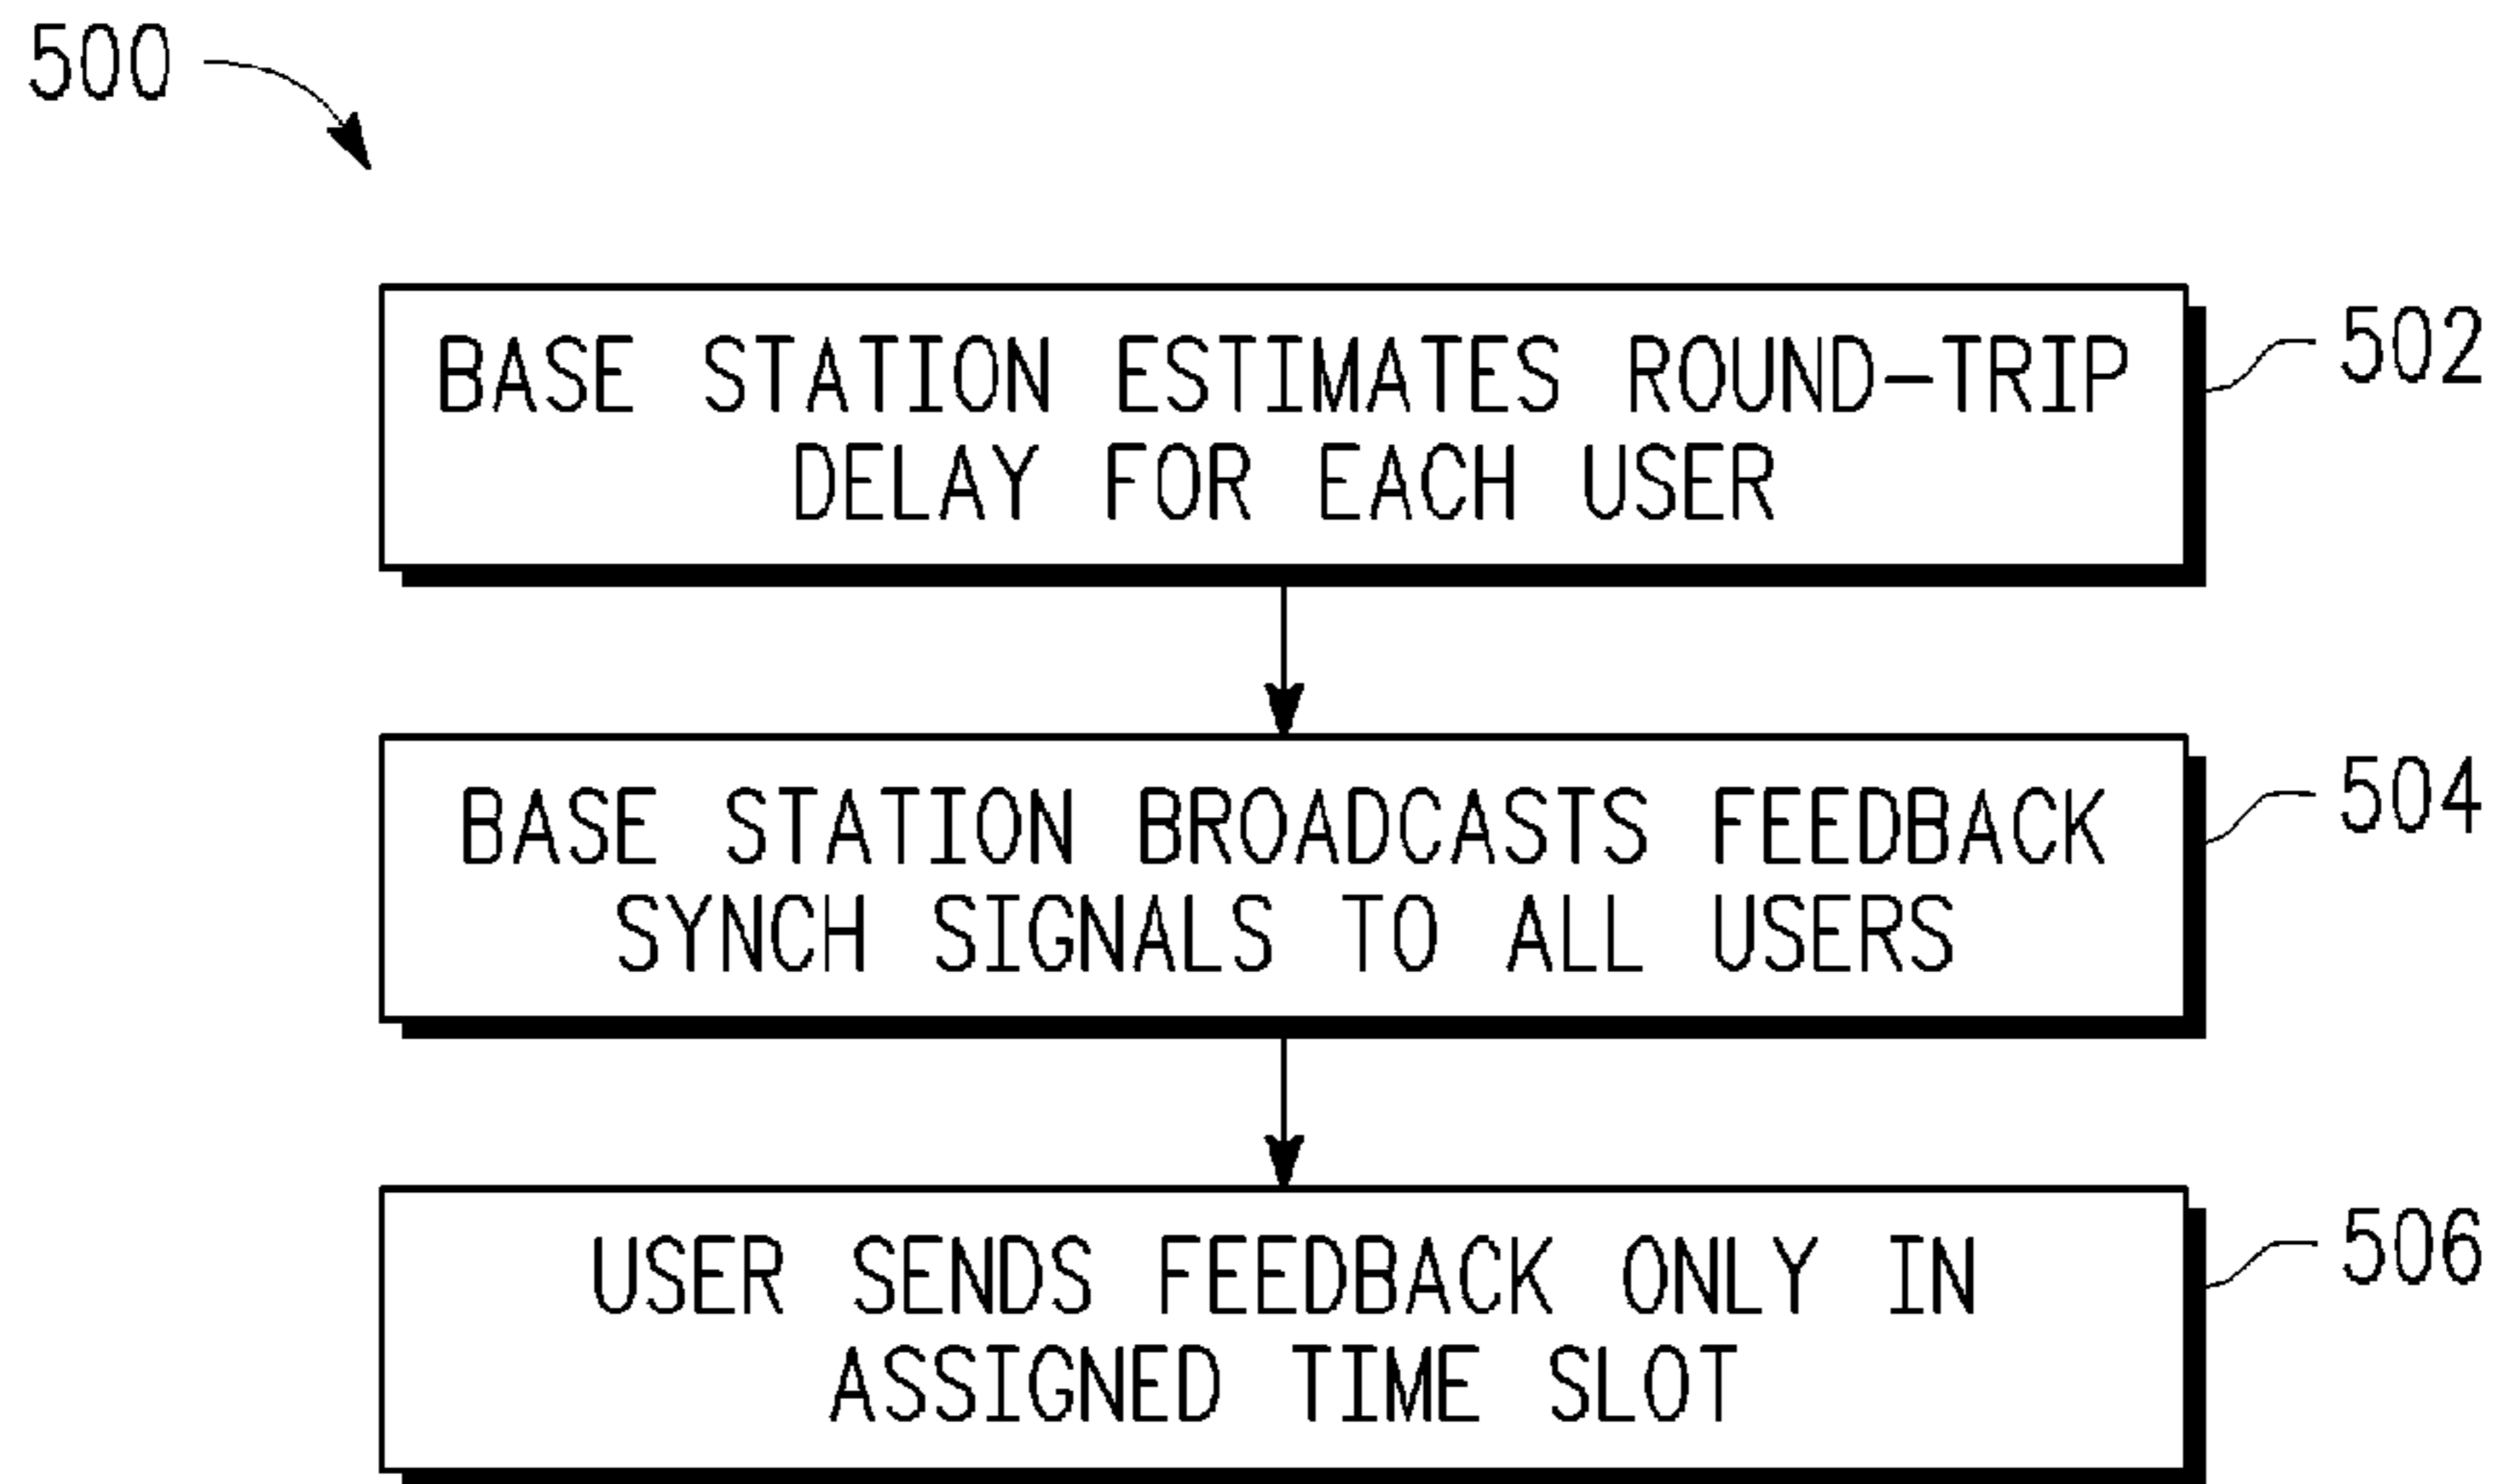 500
BASE STATION ESTIMATES ROUND-TRIP
DELAY FOR EACH USER
502
BASE STATION BROADCASTS FEEDBACK
SYNCH SIGNALS TO ALL USERS
504
USER SENDS FEEDBACK ONLY IN
ASSIGNED TIME SLOT
506